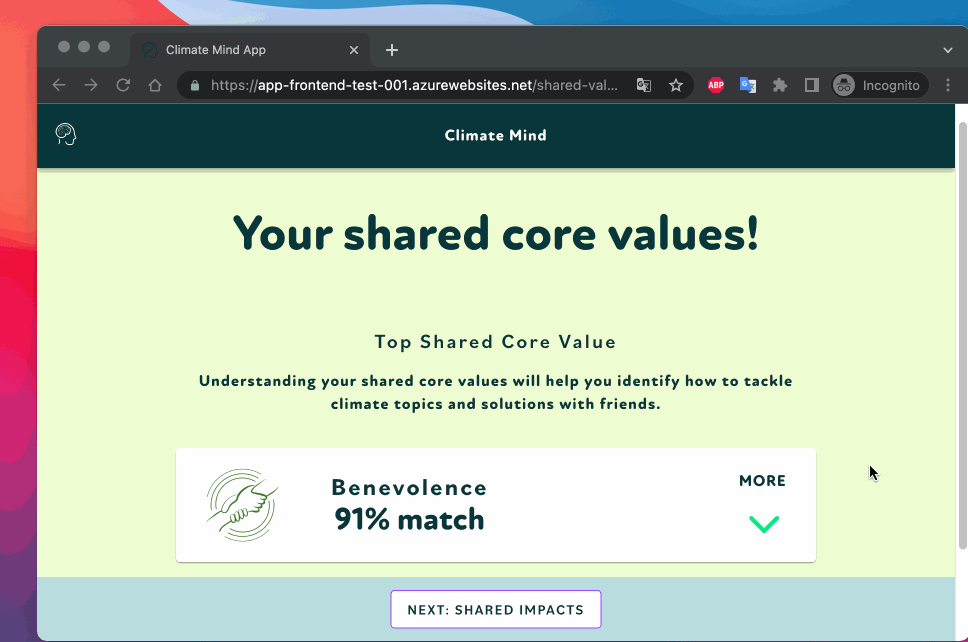 Climate Mind App
https://app-frontend-test-001.azurewebsites.net/shared-val...
ABP
G
Incognito
Climate Mind
Your shared core values!
Top Shared Core Value
Understanding your shared core values will help you identify how to tackle
climate topics and solutions with friends.
Benevolence
91% match
MORE
NEXT: SHARED IMPACTS